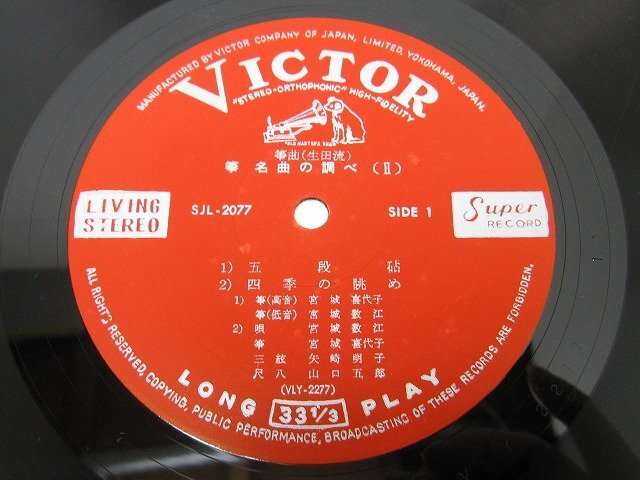 MANUFACTURED BY VICTOR COMPANY OF JAPAN, LIMITED, YOKOHAMA, JAPAN.
VICTOR
"STEREO-ORTHOPHONIC" HIGH-FIDELITY
"HIS MASTER'S VOICE"
箏曲(生田流)
箏 名曲の調べ (II)
LIVING STEREO
SJL-2077
SIDE 1
Super RECORD
1) 五段砧
2) 四季の眺め
1) 箏(高音) 宮城喜代子
箏(低音) 宮城数江
2) 唄 宮城数江
箏 宮城喜代子
三絃 矢崎明子
尺八 山口五郎
(VLY-2277)
LONG 33 1/3 PLAY
ALL RIGHTS RESERVED, COPYING, PUBLIC PERFORMANCE, BROADCASTING OF THESE RECORDS ARE FORBIDDEN.